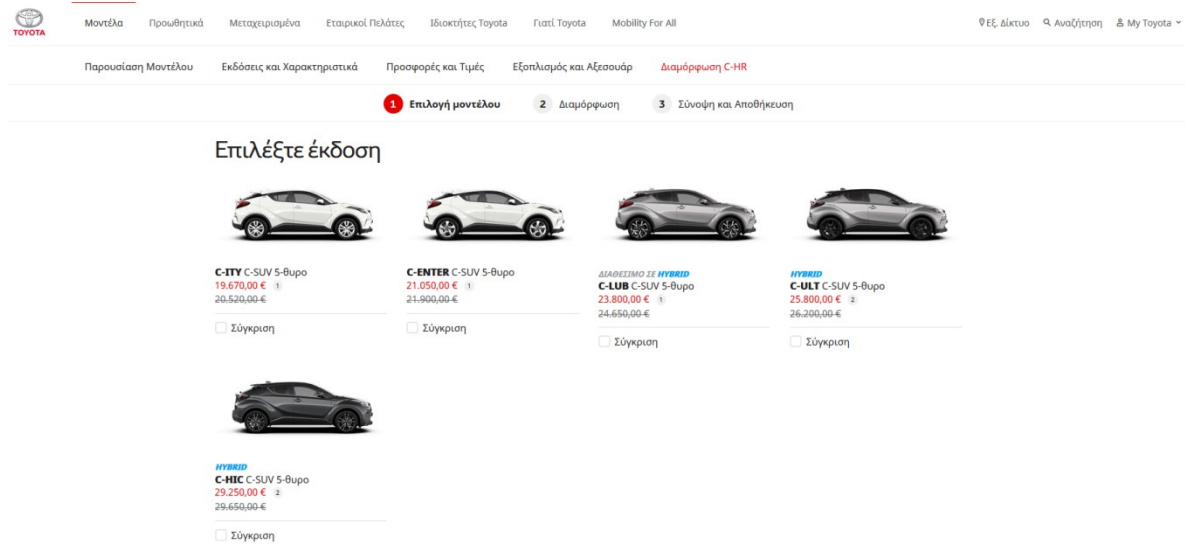 Μοντέλα Προωθητικά Μεταχειρισμένα Εταιρικοί Πελάτες Ιδιοκτήτες Toyota Γιατί Toyota Mobility For All Εξ. Δίκτυο Αναζήτηση My Toyota
TOYOTA
Παρουσίαση Μοντέλου Εκδόσεις και Χαρακτηριστικά Προσφορές και Τιμές Εξοπλισμός και Αξεσουάρ Διαμόρφωση C-HR
1 Επιλογή μοντέλου 2 Διαμόρφωση 3 Σύνοψη και Αποθήκευση
Επιλέξτε έκδοση
C-ITY C-SUV 5-θυρο
19.670,00 € 1
20.520,00 €
Σύγκριση
C-ENTER C-SUV 5-θυρο
21.050,00 € 1
21.900,00 €
Σύγκριση
ΔΙΑΘΕΣΙΜΟ ΣΕ HYBRID
C-LUB C-SUV 5-θυρο
23.800,00 € 1
24.650,00 €
Σύγκριση
HYBRID
C-ULT C-SUV 5-θυρο
25.800,00 € 2
26.200,00 €
Σύγκριση
HYBRID
C-HIC C-SUV 5-θυρο
29.250,00 € 2
29.650,00 €
Σύγκριση